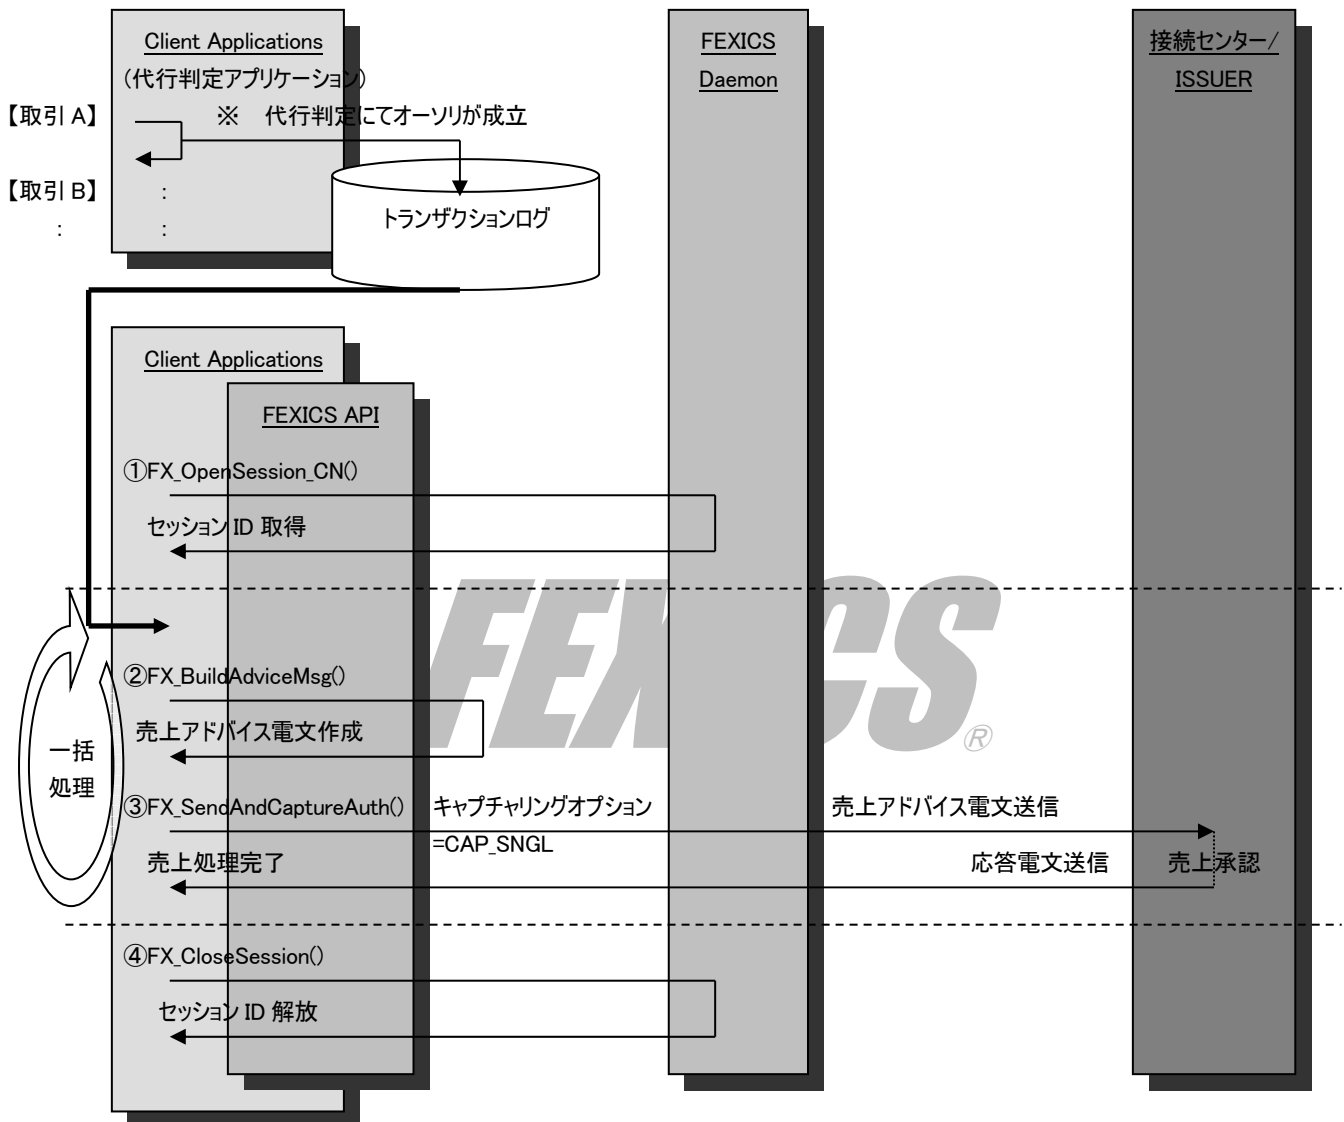 Client Applications
(代行判定アプリケーション)
FEXICS
Daemon
接続センター/
ISSUER
【取引 A】
※ 代行判定にてオーソリが成立
【取引 B】 :
: :
トランザクションログ
Client Applications
FEXICS API
①FX_OpenSession_CN()
セッション ID 取得
FEXICS®
②FX_BuildAdviceMsg()
売上アドバイス電文作成
一括
処理
③FX_SendAndCaptureAuth()
キャプチャリングオプション
=CAP_SNGL
売上アドバイス電文送信
売上処理完了
応答電文送信
売上承認
④FX_CloseSession()
セッション ID 解放